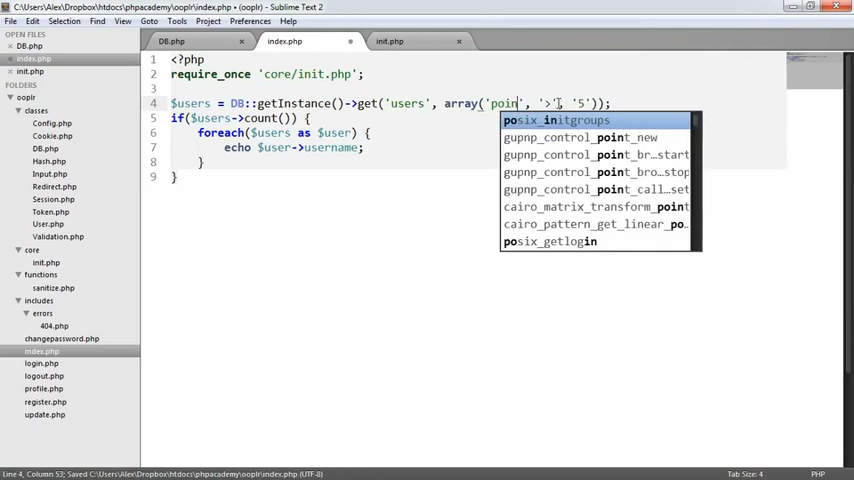 C:\Users\Alex\Dropbox\htdocs\phpacademy\ooplr\index.php • (ooplr) - Sublime Text 2
File Edit Selection Find View Goto Tools Project Preferences Help
OPEN FILES
DB.php
index.php
init.php
FOLDERS
ooplr
classes
Config.php
Cookie.php
DB.php
Hash.php
Input.php
Redirect.php
Session.php
Token.php
User.php
Validation.php
core
init.php
functions
sanitize.php
includes
errors
404.php
changepassword.php
index.php
login.php
logout.php
profile.php
register.php
update.php
DB.php index.php init.php
1 <?php
2 require_once 'core/init.php';
3
4 $users = DB::getInstance()->get('users', array('poin', '>', '5'));
5 if($users->count()) {
6 foreach($users as $user) {
7 echo $user->username;
8 }
9 }
posix_initgroups
gupnp_control_point_new
gupnp_control_point_br…start
gupnp_control_point_bro…stop
gupnp_control_point_call…set
cairo_matrix_transform_point
cairo_pattern_get_linear_po…
posix_getlogin
Line 4, Column 53; Saved C:\Users\Alex\Dropbox\htdocs\phpacademy\ooplr\index.php (UTF-8) Tab Size: 4 PHP